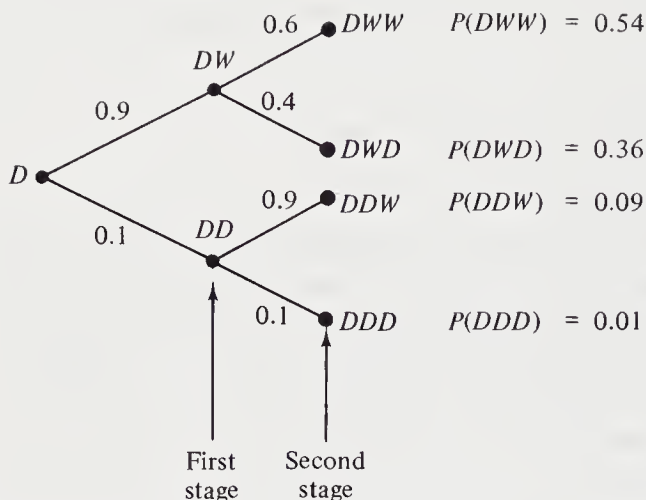 0.6 DWW P(DWW) = 0.54
DW
0.9 0.4
DWD P(DWD) = 0.36
D
0.9 DDW P(DDW) = 0.09
DD
0.1
0.1 DDD P(DDD) = 0.01
First Second
stage stage